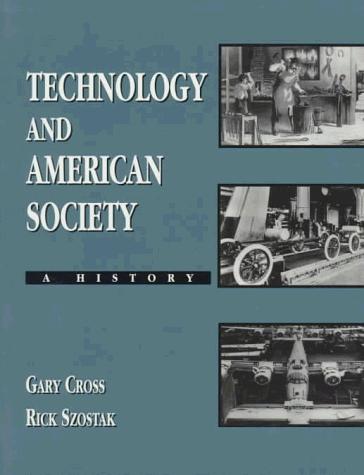 TECHNOLOGY
AND
AMERICAN
SOCIETY
A HISTORY
GARY CROSS
RICK SZOSTAK